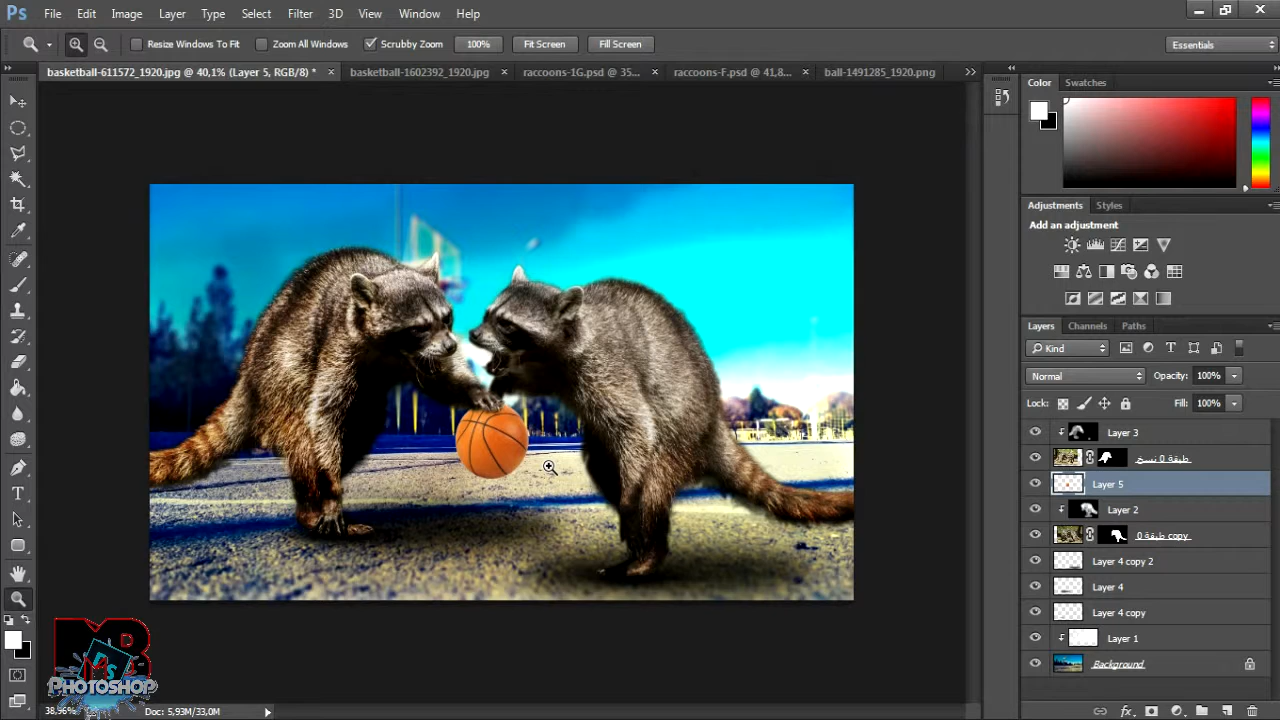 Ps File Edit Image Layer Type Select Filter 3D View Window Help
Resize Windows To Fit Zoom All Windows Scrubby Zoom 100% Fit Screen Fill Screen Essentials
basketball-611572_1920.jpg @ 40,1% (Layer 5, RGB/8) * basketball-1602392_1920.jpg raccoons-1G.psd @ 35... raccoons-F.psd @ 41,8... ball-1491285_1920.png
Color Swatches
Adjustments Styles
Add an adjustment
Layers Channels Paths
Kind
Normal Opacity: 100%
Lock: Fill: 100%
Layer 3
طبقة 0 نسخ
Layer 5
Layer 2
طبقة 0 copy
Layer 4 copy 2
Layer 4
Layer 4 copy
Layer 1
Background
Ps
PHOTOSHOP
38,96% Doc: 5,93M/33,0M